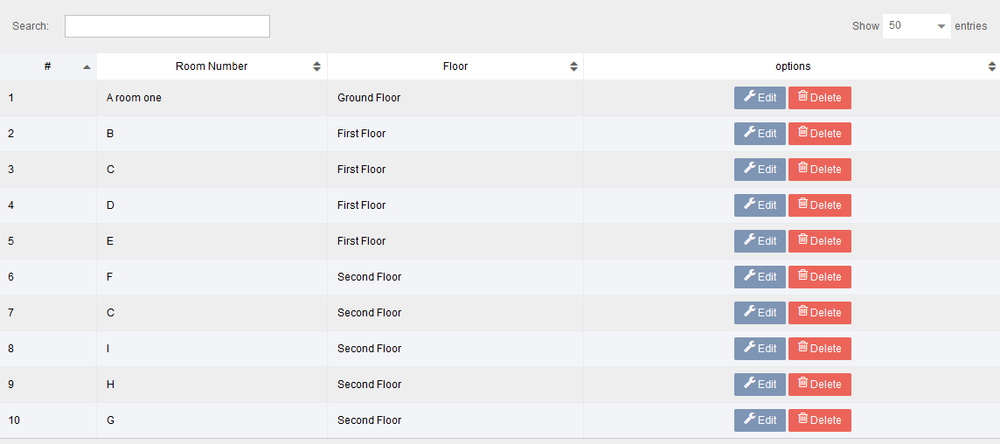 Search: Show 50 entries
# Room Number Floor options
1 A room one Ground Floor Edit Delete
2 B First Floor Edit Delete
3 C First Floor Edit Delete
4 D First Floor Edit Delete
5 E First Floor Edit Delete
6 F Second Floor Edit Delete
7 C Second Floor Edit Delete
8 I Second Floor Edit Delete
9 H Second Floor Edit Delete
10 G Second Floor Edit Delete